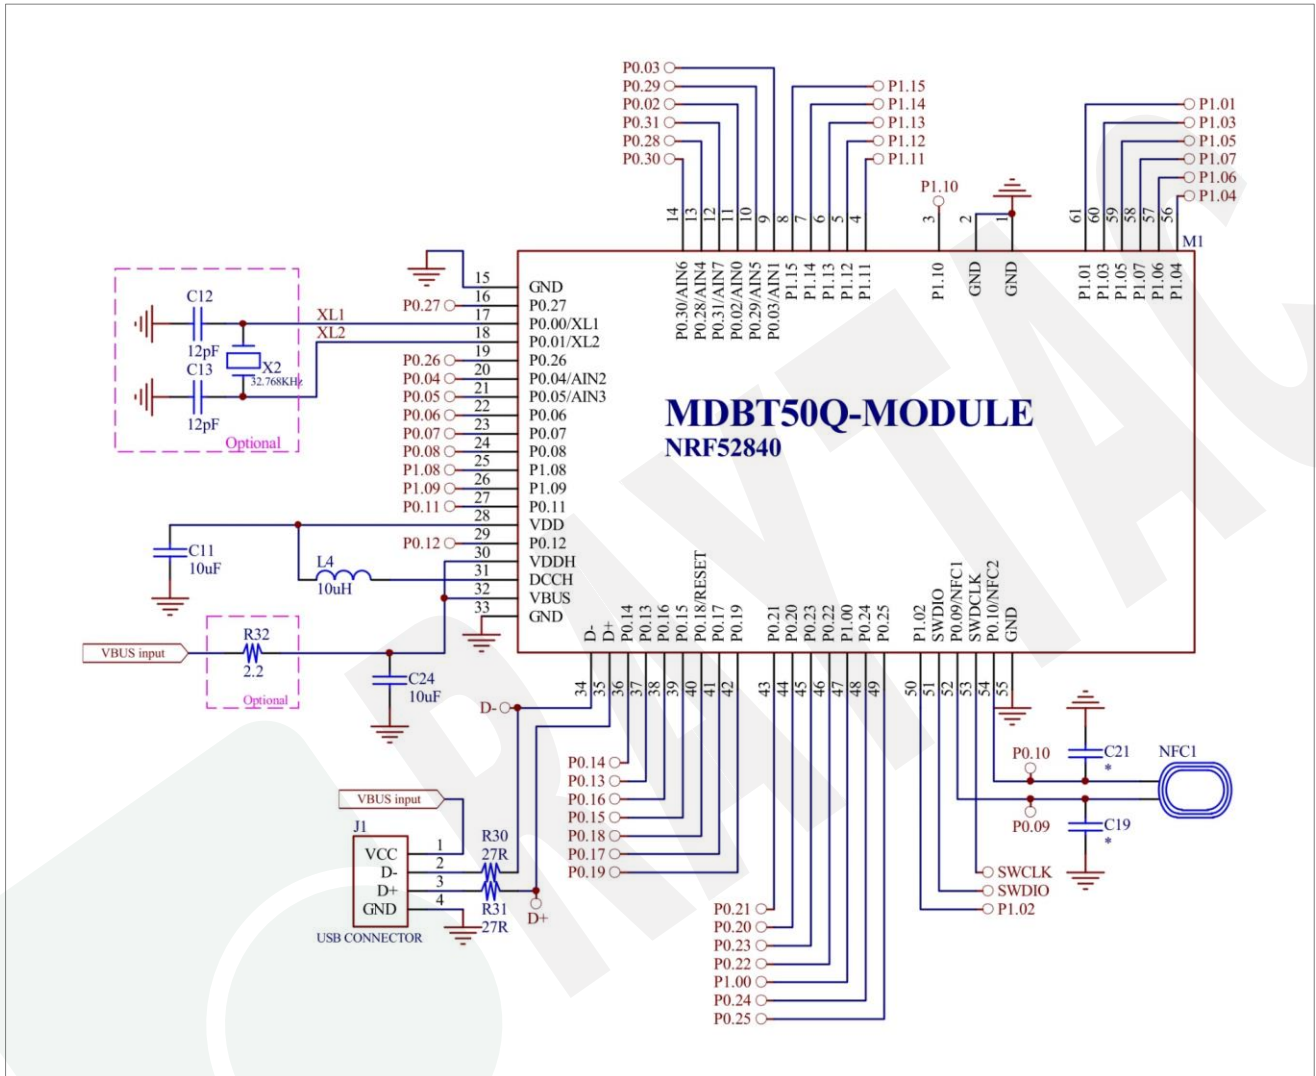 P0.03
P0.29
P0.02
P0.31
P0.28
P0.30
P1.15
P1.14
P1.13
P1.12
P1.11
P1.10
P1.01
P1.03
P1.05
P1.07
P1.06
P1.04
14
13
12
11
10
9
8
7
6
5
4
3
2
1
61
60
59
58
57
56
M1
P0.30/AIN6
P0.28/AIN4
P0.31/AIN7
P0.02/AIN0
P0.29/AIN5
P0.03/AIN1
P1.15
P1.14
P1.13
P1.12
P1.11
P1.10
GND
GND
P1.01
P1.03
P1.05
P1.07
P1.06
P1.04
15 GND
P0.27 16 P0.27
XL1 17 P0.00/XL1
XL2 18 P0.01/XL2
P0.26 19 P0.26
P0.04 20 P0.04/AIN2
P0.05 21 P0.05/AIN3
P0.06 22 P0.06
P0.07 23 P0.07
P0.08 24 P0.08
P1.08 25 P1.08
P1.09 26 P1.09
P0.11 27 P0.11
28 VDD
P0.12 29 P0.12
30 VDDH
31 DCCH
32 VBUS
33 GND
C12
12pF
C13
12pF
X2
32.768KHz
Optional
MDBT50Q-MODULE
NRF52840
C11
10uF
L4
10uH
VBUS input
R32
2.2
Optional
C24
10uF
D-
D+
P0.14
P0.13
P0.16
P0.15
P0.18/RESET
P0.17
P0.19
P0.21
P0.20
P0.23
P0.22
P1.00
P0.24
P0.25
P1.02
SWDIO
P0.09/NFC1
SWDCLK
P0.10/NFC2
GND
34
35
36
37
38
39
40
41
42
43
44
45
46
47
48
49
50
51
52
53
54
55
D-
P0.14
P0.13
P0.16
P0.15
P0.18
P0.17
P0.19
VBUS input
J1
VCC 1
D- 2
D+ 3
GND 4
USB CONNECTOR
R30
27R
R31
27R
D+
P0.21
P0.20
P0.23
P0.22
P1.00
P0.24
P0.25
P0.10
P0.09
C21
*
C19
*
NFC1
SWCLK
SWDIO
P1.02
RAYTAC